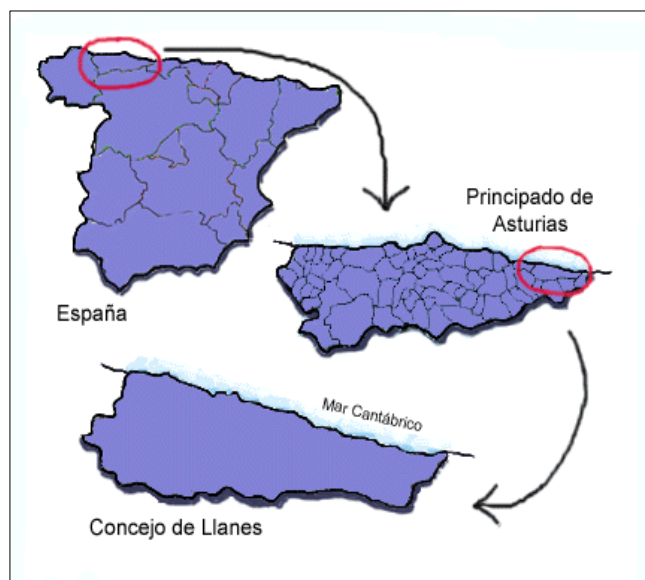 Principado de
Asturias
España
Mar Cantábrico
Concejo de Llanes